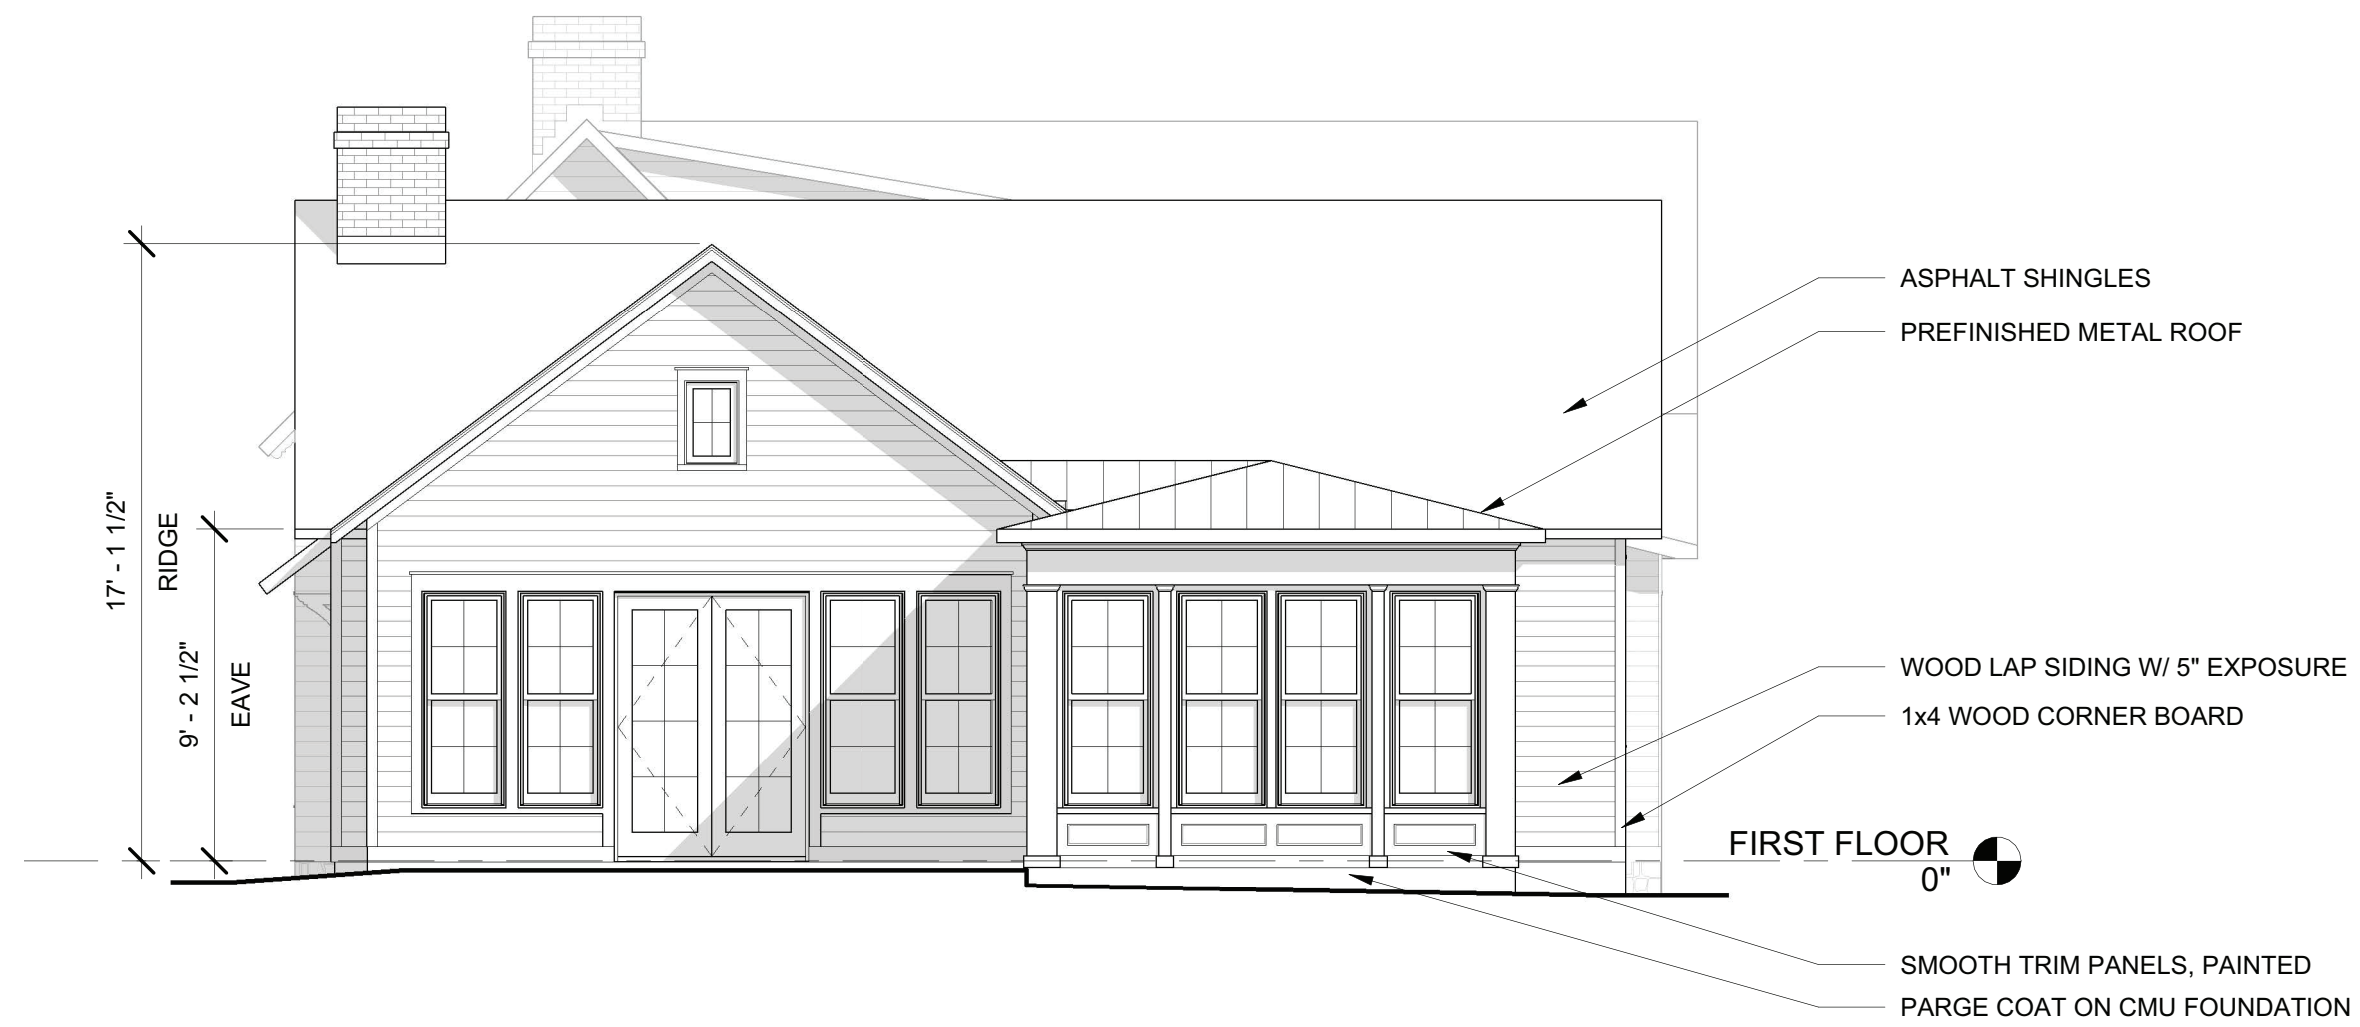 ASPHALT SHINGLES
PREFINISHED METAL ROOF
17' - 1 1/2"
RIDGE
9' - 2 1/2"
EAVE
WOOD LAP SIDING W/ 5" EXPOSURE
1x4 WOOD CORNER BOARD
FIRST FLOOR
0"
SMOOTH TRIM PANELS, PAINTED
PARGE COAT ON CMU FOUNDATION